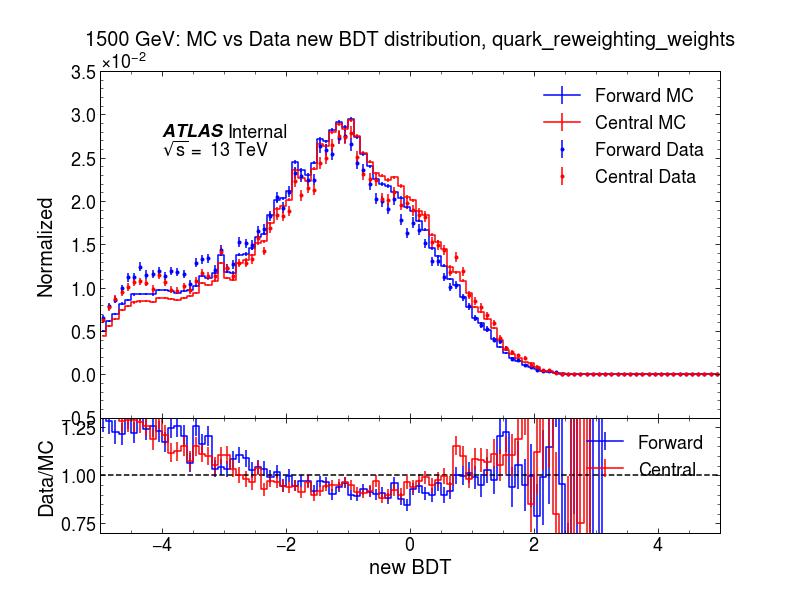 1500 GeV: MC vs Data new BDT distribution, quark_reweighting_weights
×10⁻²
3.5
3.0
2.5
2.0
1.5
1.0
0.5
0.0
0.5
Normalized
ATLAS Internal
√s = 13 TeV
Forward MC
Central MC
Forward Data
Central Data
1.25
1.00
0.75
Data/MC
Forward
Central
−4 −2 0 2 4
new BDT